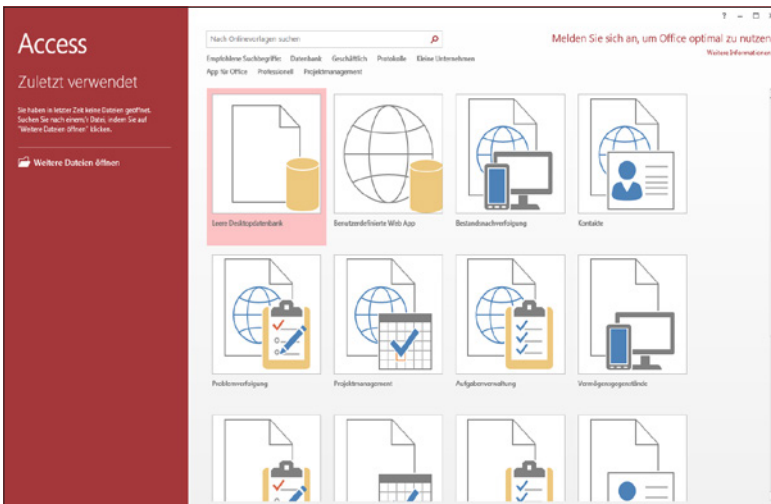 Access
Zuletzt verwendet
Sie haben in letzter Zeit keine Dateien geöffnet.
Suchen Sie nach einem/r Datei, indem Sie auf
"Weitere Dateien öffnen" klicken.
Weitere Dateien öffnen
?
Nach Onlinevorlagen suchen
Melden Sie sich an, um Office optimal zu nutzen
Weitere Informationen
Empfohlene Suchbegriffe: Datenbank Geschäftlich Protokolle Kleine Unternehmen
App für Office Professionell Projektmanagement
Leere Desktopdatenbank
Benutzerdefinierte Web App
Bestandsnachverfolgung
Kontakte
Problemverfolgung
Projektmanagement
Aufgabenverwaltung
Vermögensgegenstände